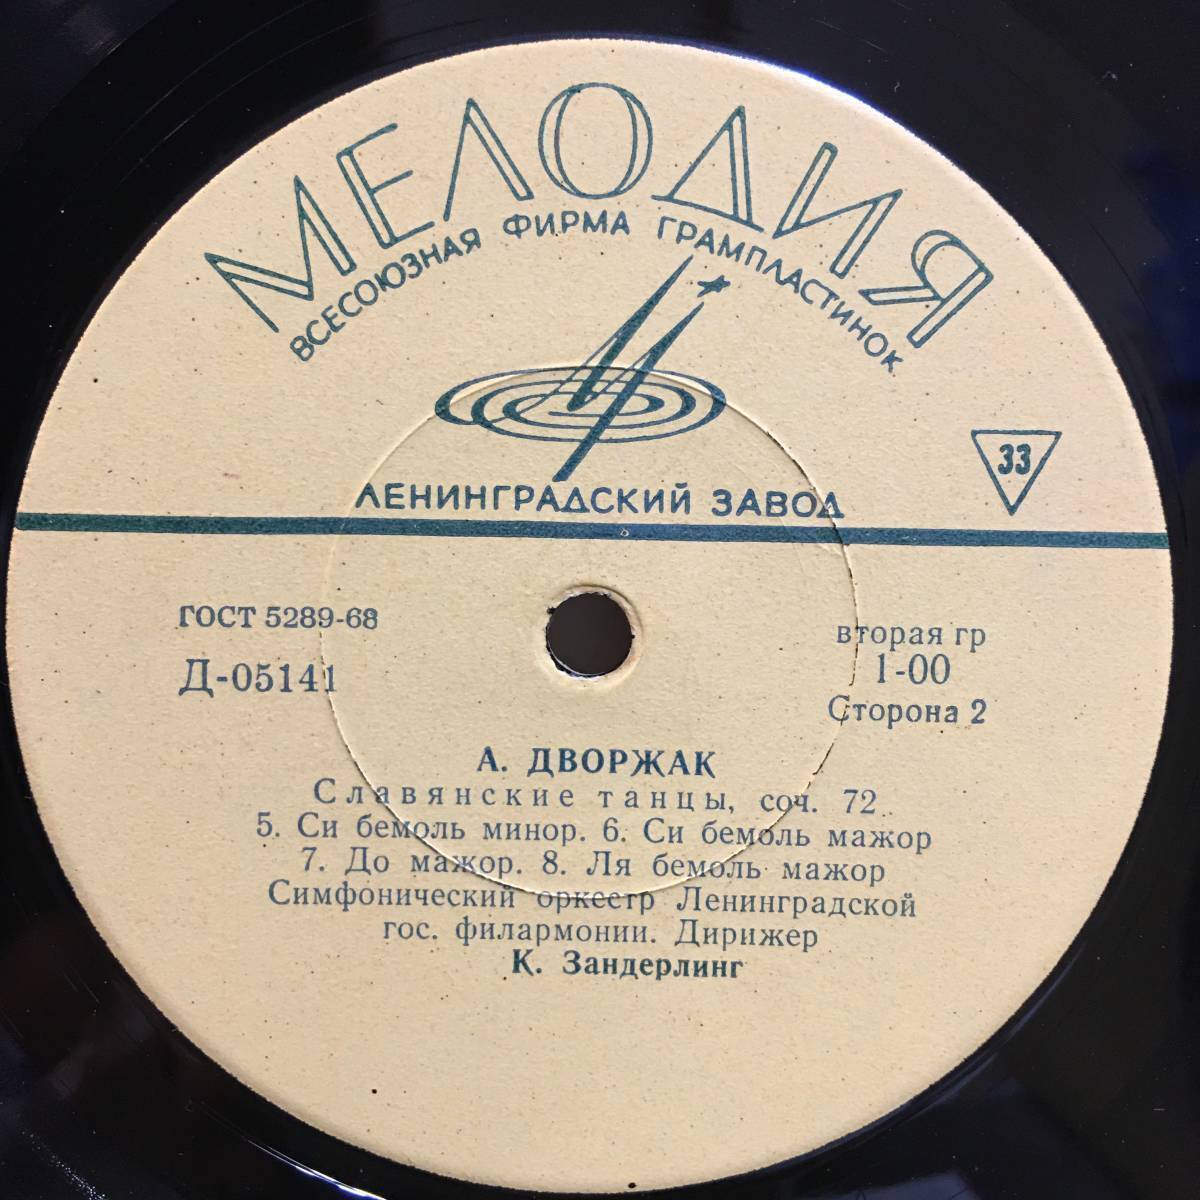 МЕЛОДИЯ
ВСЕСОЮЗНАЯ ФИРМА ГРАМПЛАСТИНОК
33
ЛЕНИНГРАДСКИЙ ЗАВОД
ГОСТ 5289-68
Д-05141
вторая гр
1-00
Сторона 2
А. ДВОРЖАК
Славянские танцы, соч. 72
5. Си бемоль минор. 6. Си бемоль мажор
7. До мажор. 8. Ля бемоль мажор
Симфонический оркестр Ленинградской
гос. филармонии. Дирижер
К. Зандерлинг